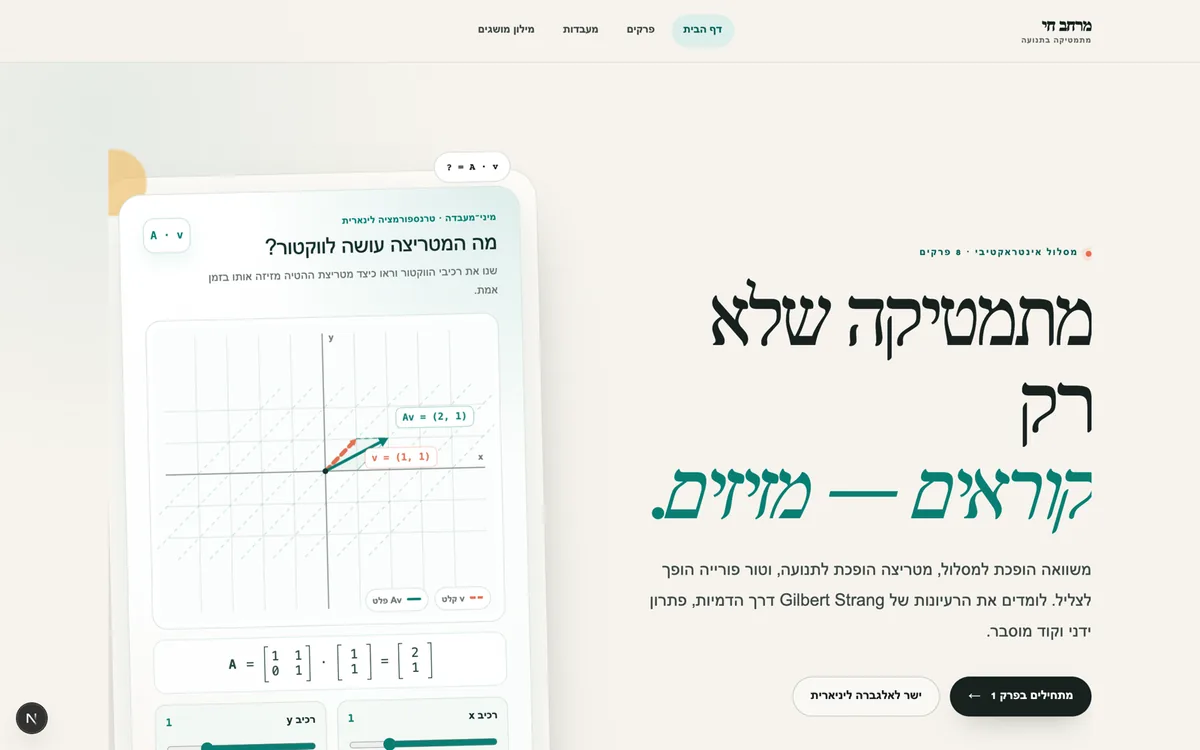 מרחב חי
מתמטיקה בתנועה
דף הבית
פרקים
מעבדות
מילון מושגים
מסלול אינטראקטיבי · 8 פרקים
מתמטיקה שלא
רק
קוראים — מזיזים.
משוואה הופכת למסלול, מטריצה הופכת לתנועה, וטור פורייה הופך
לצליל. לומדים את הרעיונות של Gilbert Strang דרך הדמיות, פתרון
ידני וקוד מוסבר.
מתחילים בפרק 1 ←
ישר לאלגברה ליניארית
? = A · v
מיני־מעבדה · טרנספורמציה לינארית
מה המטריצה עושה לווקטור?
A · v
שנו את רכיבי הווקטור וראו כיצד מטריצת ההטיה מזיזה אותו בזמן
אמת.
y
Av = (2, 1)
v = (1, 1)
x
v קלט
Av פלט
A = [1 1; 0 1] · [1; 1] = [2; 1]
רכיב x
1
רכיב y
1
N